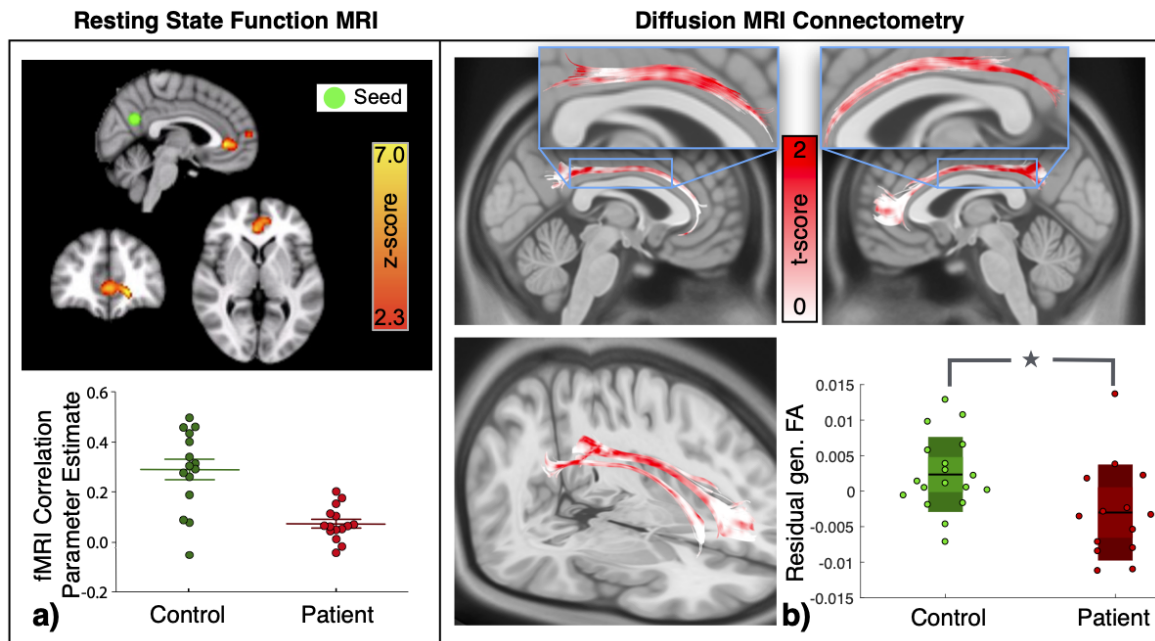 Resting State Function MRI
Diffusion MRI Connectometry
Seed
7.0
z-score
2.3
2
t-score
0
fMRI Correlation
Parameter Estimate
0.6
0.4
0.2
0.0
-0.2
Control
Patient
a)
Residual gen. FA
0.015
0.01
0.005
0
-0.005
-0.01
-0.015
Control
Patient
b)